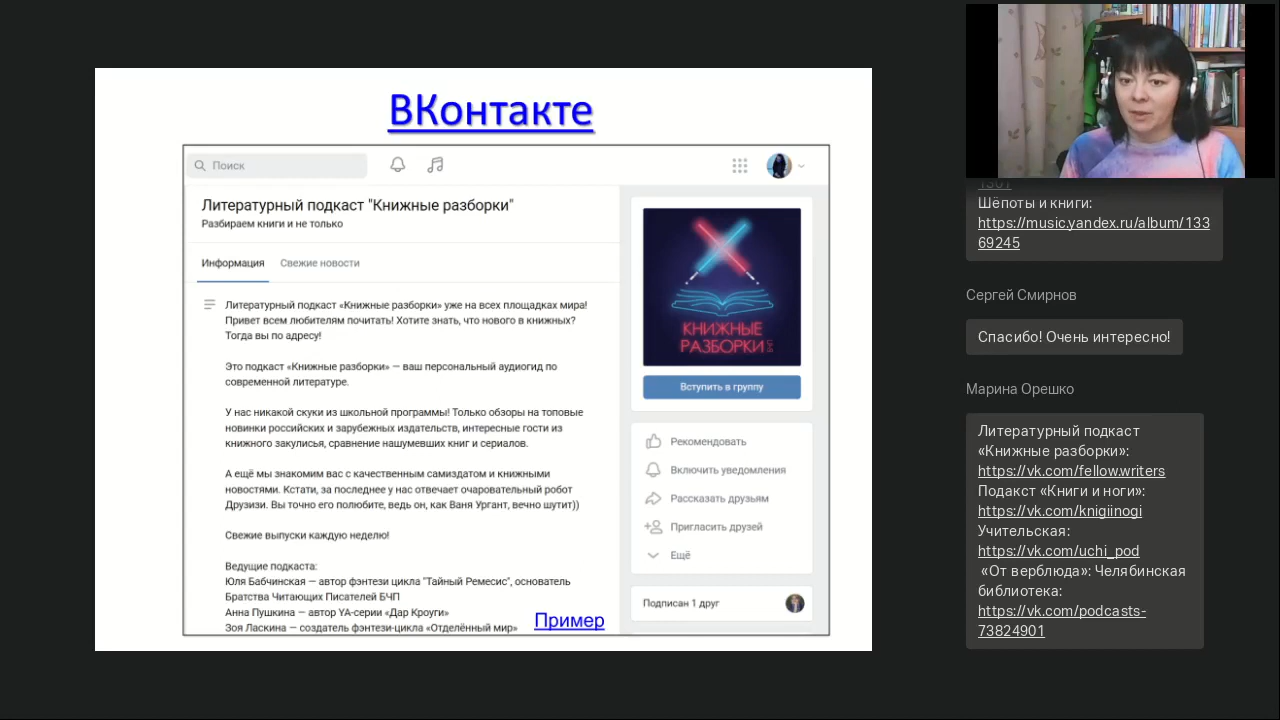 ВКонтакте
Поиск
Литературный подкаст "Книжные разборки"
Разбираем книги и не только
Информация
Свежие новости
Литературный подкаст «Книжные разборки» уже на всех площадках мира!
Привет всем любителям почитать! Хотите знать, что нового в книжных?
Тогда вы по адресу!
Это подкаст «Книжные разборки» — ваш персональный аудиогид по
современной литературе.
У нас никакой скуки из школьной программы! Только обзоры на топовые
новинки российских и зарубежных издательств, интересные гости из
книжного закулисья, сравнение нашумевших книг и сериалов.
А ещё мы знакомим вас с качественным самиздатом и книжными
новостями. Кстати, за последнее у нас отвечает очаровательный робот
Друзизи. Вы точно его полюбите, ведь он, как Ваня Ургант, вечно шутит))
Свежие выпуски каждую неделю!
Ведущие подкаста:
Юля Бабчинская — автор фэнтези цикла "Тайный Ремесис", основатель
Братства Читающих Писателей БЧП
Анна Пушкина — автор YA-серии «Дар Кроуги»
Зоя Ласкина — создатель фэнтези-цикла «Отделённый мир»
Пример
КНИЖНЫЕ
РАЗБОРКИ
БЧП
Вступить в группу
Рекомендовать
Включить уведомления
Рассказать друзьям
Пригласить друзей
Ещё
Подписан 1 друг
1301
Шёпоты и книги:
https://music.yandex.ru/album/133
69245
Сергей Смирнов
Спасибо! Очень интересно!
Марина Орешко
Литературный подкаст
«Книжные разборки»:
https://vk.com/fellow.writers
Подакст «Книги и ноги»:
https://vk.com/knigiinogi
Учительская:
https://vk.com/uchi_pod
«От верблюда»: Челябинская
библиотека:
https://vk.com/podcasts-
73824901